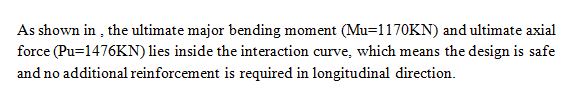 As shown in , the ultimate major bending moment (Mu=1170KN) and ultimate axial
force (Pu=1476KN) lies inside the interaction curve, which means the design is safe
and no additional reinforcement is required in longitudinal direction.